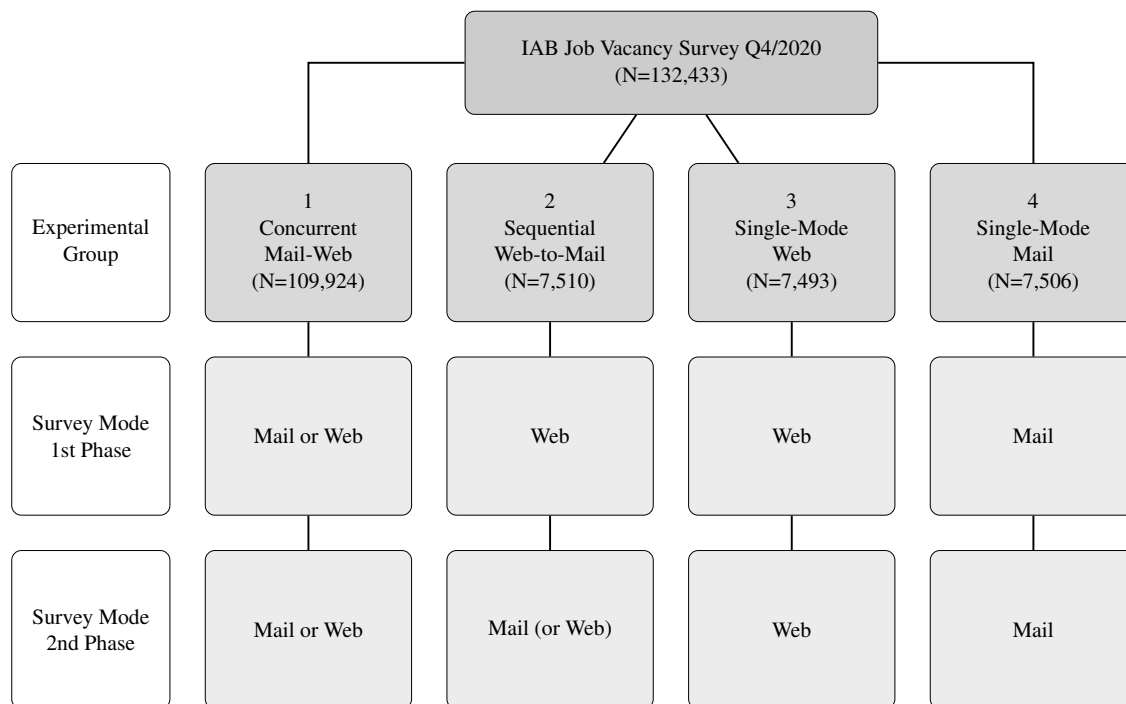 IAB Job Vacancy Survey Q4/2020
(N=132,433)
Experimental
Group
1
Concurrent
Mail-Web
(N=109,924)
2
Sequential
Web-to-Mail
(N=7,510)
3
Single-Mode
Web
(N=7,493)
4
Single-Mode
Mail
(N=7,506)
Survey Mode
1st Phase
Mail or Web
Web
Web
Mail
Survey Mode
2nd Phase
Mail or Web
Mail (or Web)
Web
Mail